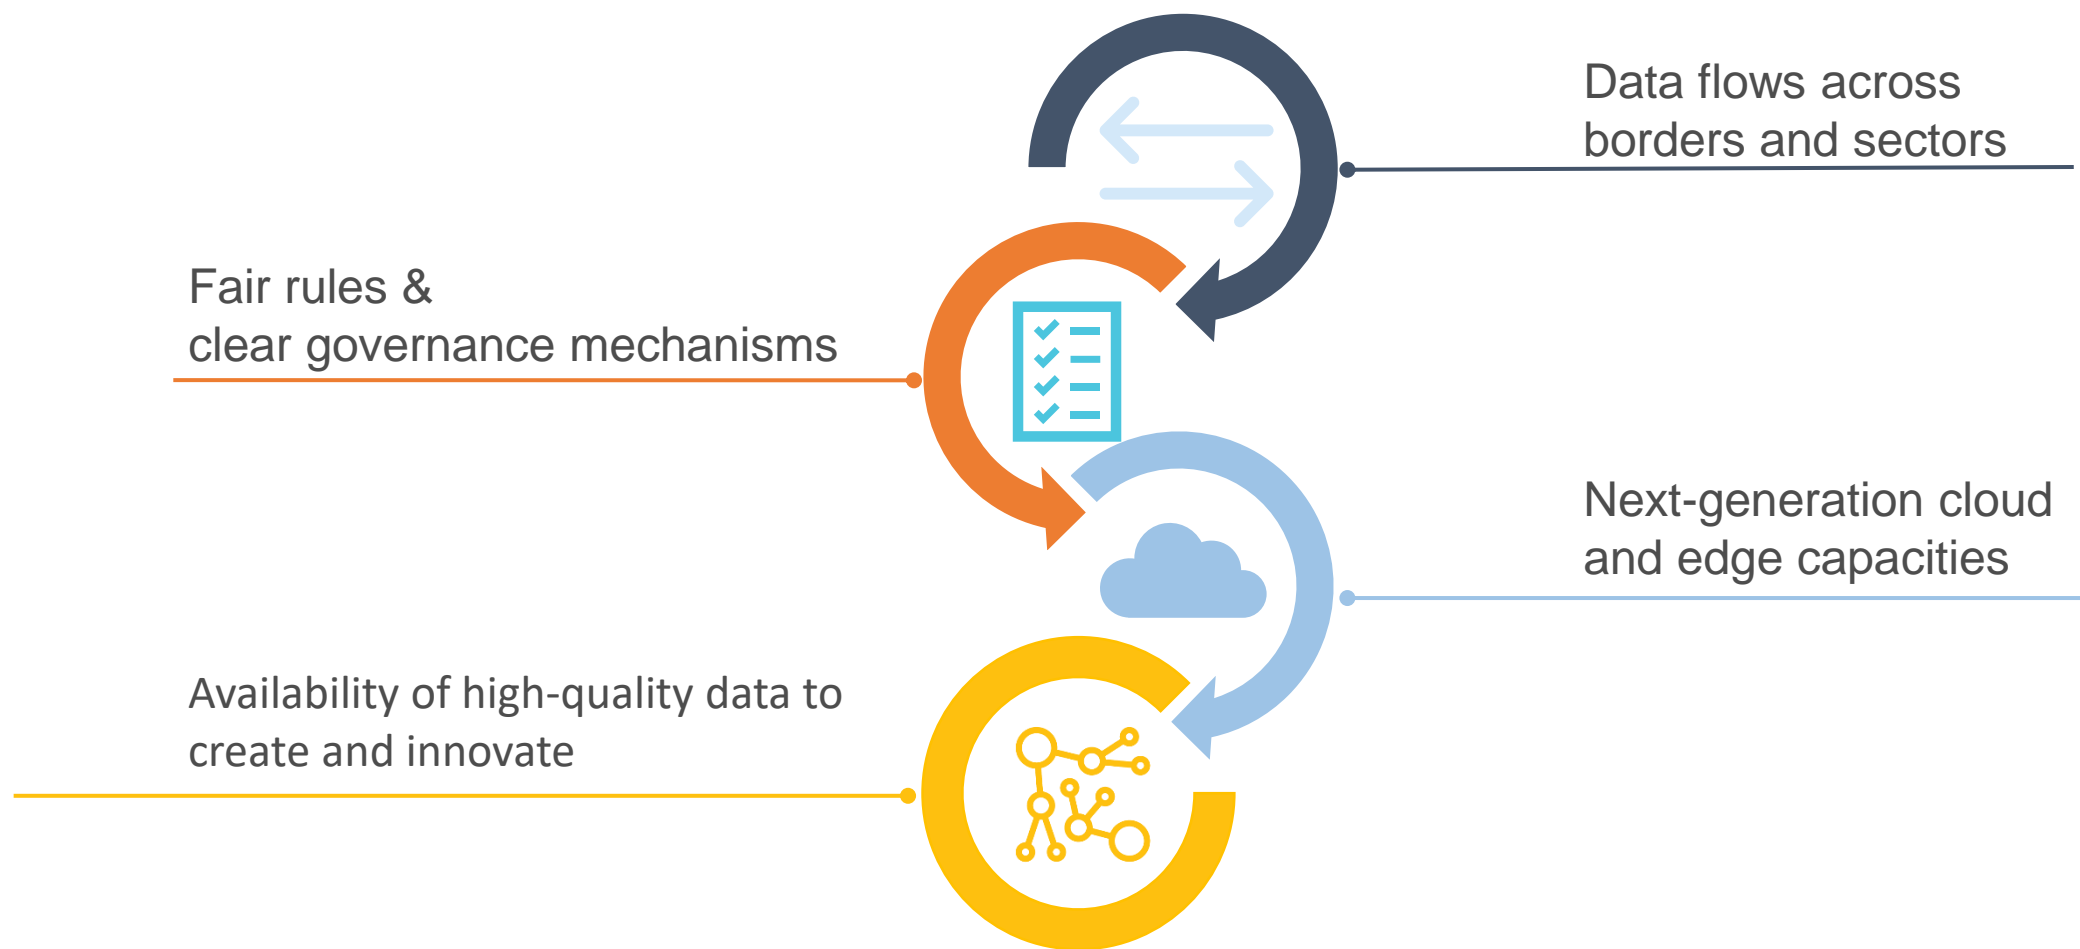 Data flows across
borders and sectors
Fair rules &
clear governance mechanisms
Next-generation cloud
and edge capacities
Availability of high-quality data to
create and innovate